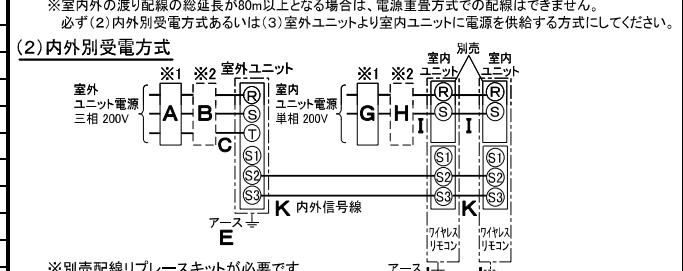 ※室内外の渡り配線の総延長が80m以上となる場合は、電源重畳方式での配線はできません。
必ず(2)内外別受電方式あるいは(3)室外ユニットより室内ユニットに電源を供給する方式にしてください。
(2)内外別受電方式
室外
ユニット電源
三相 200V
※1
A
※2
B
C
室外ユニット
R
S
T
S1
S2
S3
アース
E
K 内外信号線
室内
ユニット電源
単相 200V
※1
G
※2
H
室内
ユニット
別売
室内
ユニット
R
S
I
S1
S2
S3
ワイヤレス
リモコン
R
S
I
S1
S2
S3
K
ワイヤレス
リモコン
アース
※別売配線リプレースキットが必要です